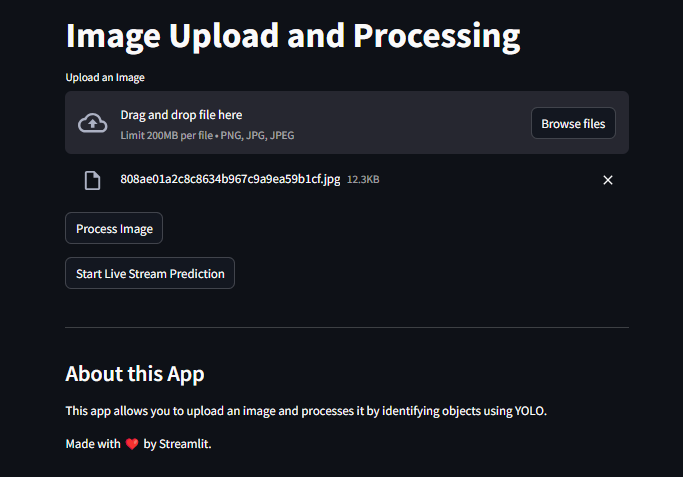 Image Upload and Processing
Upload an Image
Drag and drop file here
Limit 200MB per file • PNG, JPG, JPEG
Browse files
808ae01a2c8c8634b967c9a9ea59b1cf.jpg 12.3KB
Process Image
Start Live Stream Prediction
About this App
This app allows you to upload an image and processes it by identifying objects using YOLO.
Made with ❤️ by Streamlit.